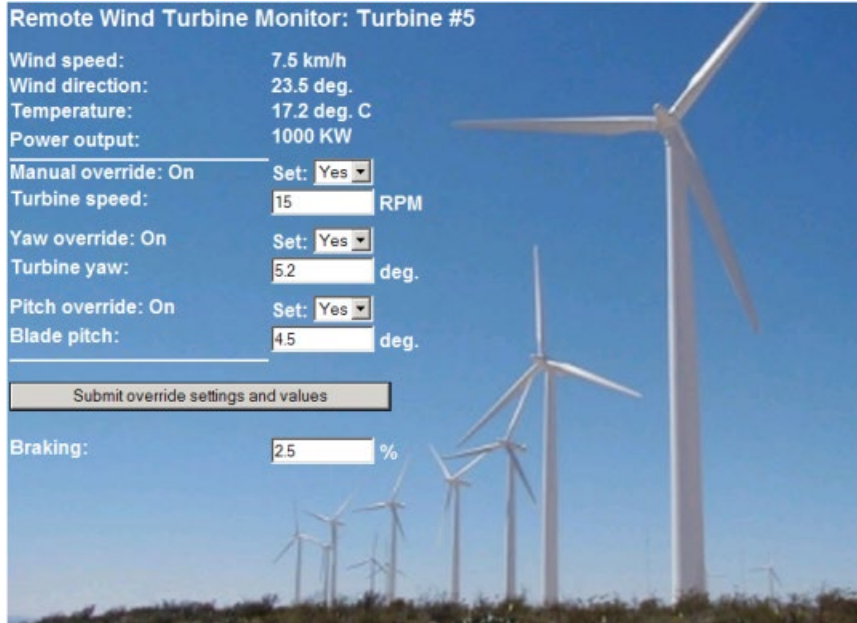 Remote Wind Turbine Monitor: Turbine #5
Wind speed: 7.5 km/h
Wind direction: 23.5 deg.
Temperature: 17.2 deg. C
Power output: 1000 KW
Manual override: On Set: Yes
Turbine speed: 15 RPM
Yaw override: On Set: Yes
Turbine yaw: 5.2 deg.
Pitch override: On Set: Yes
Blade pitch: 4.5 deg.
Submit override settings and values
Braking: 2.5 %